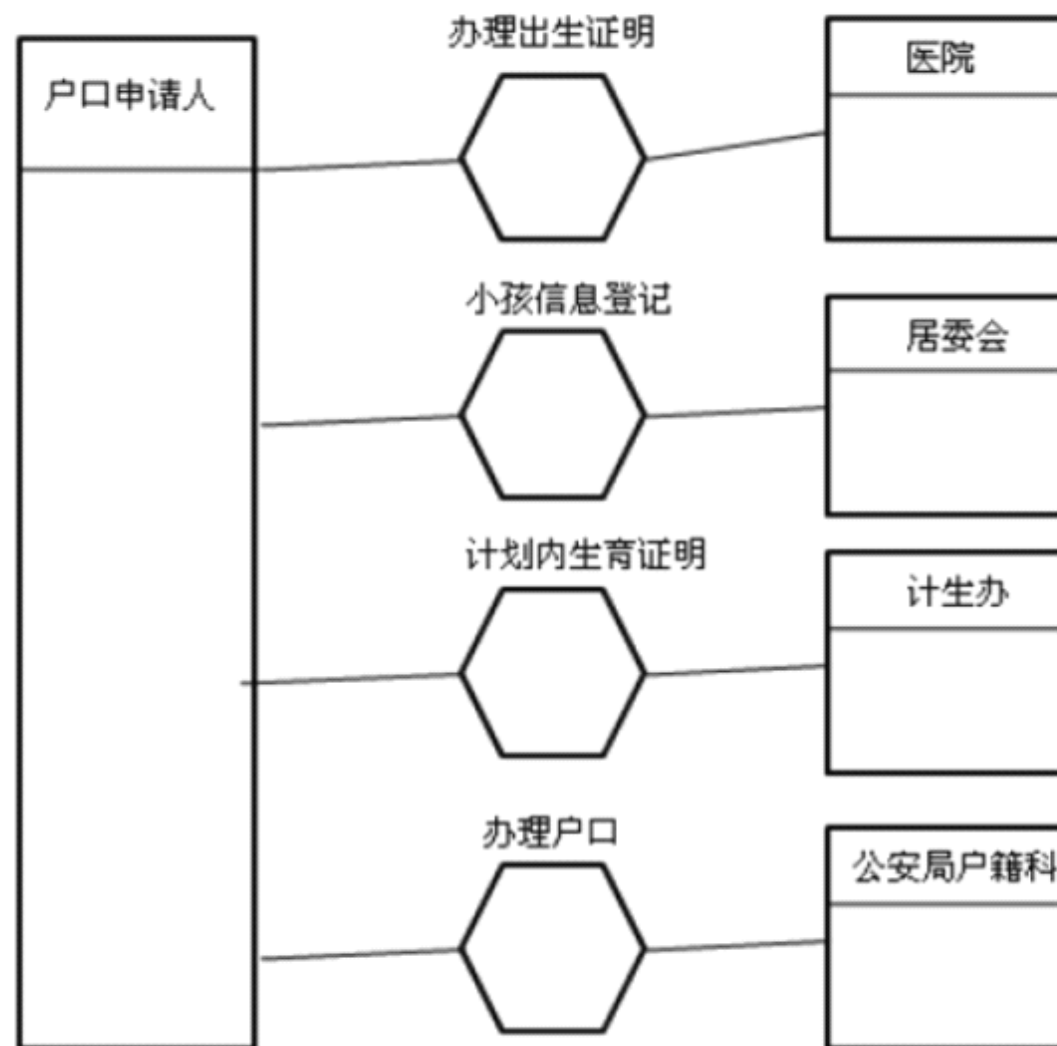 户口申请人
办理出生证明
医院
小孩信息登记
居委会
计划内生育证明
计生办
办理户口
公安局户籍科